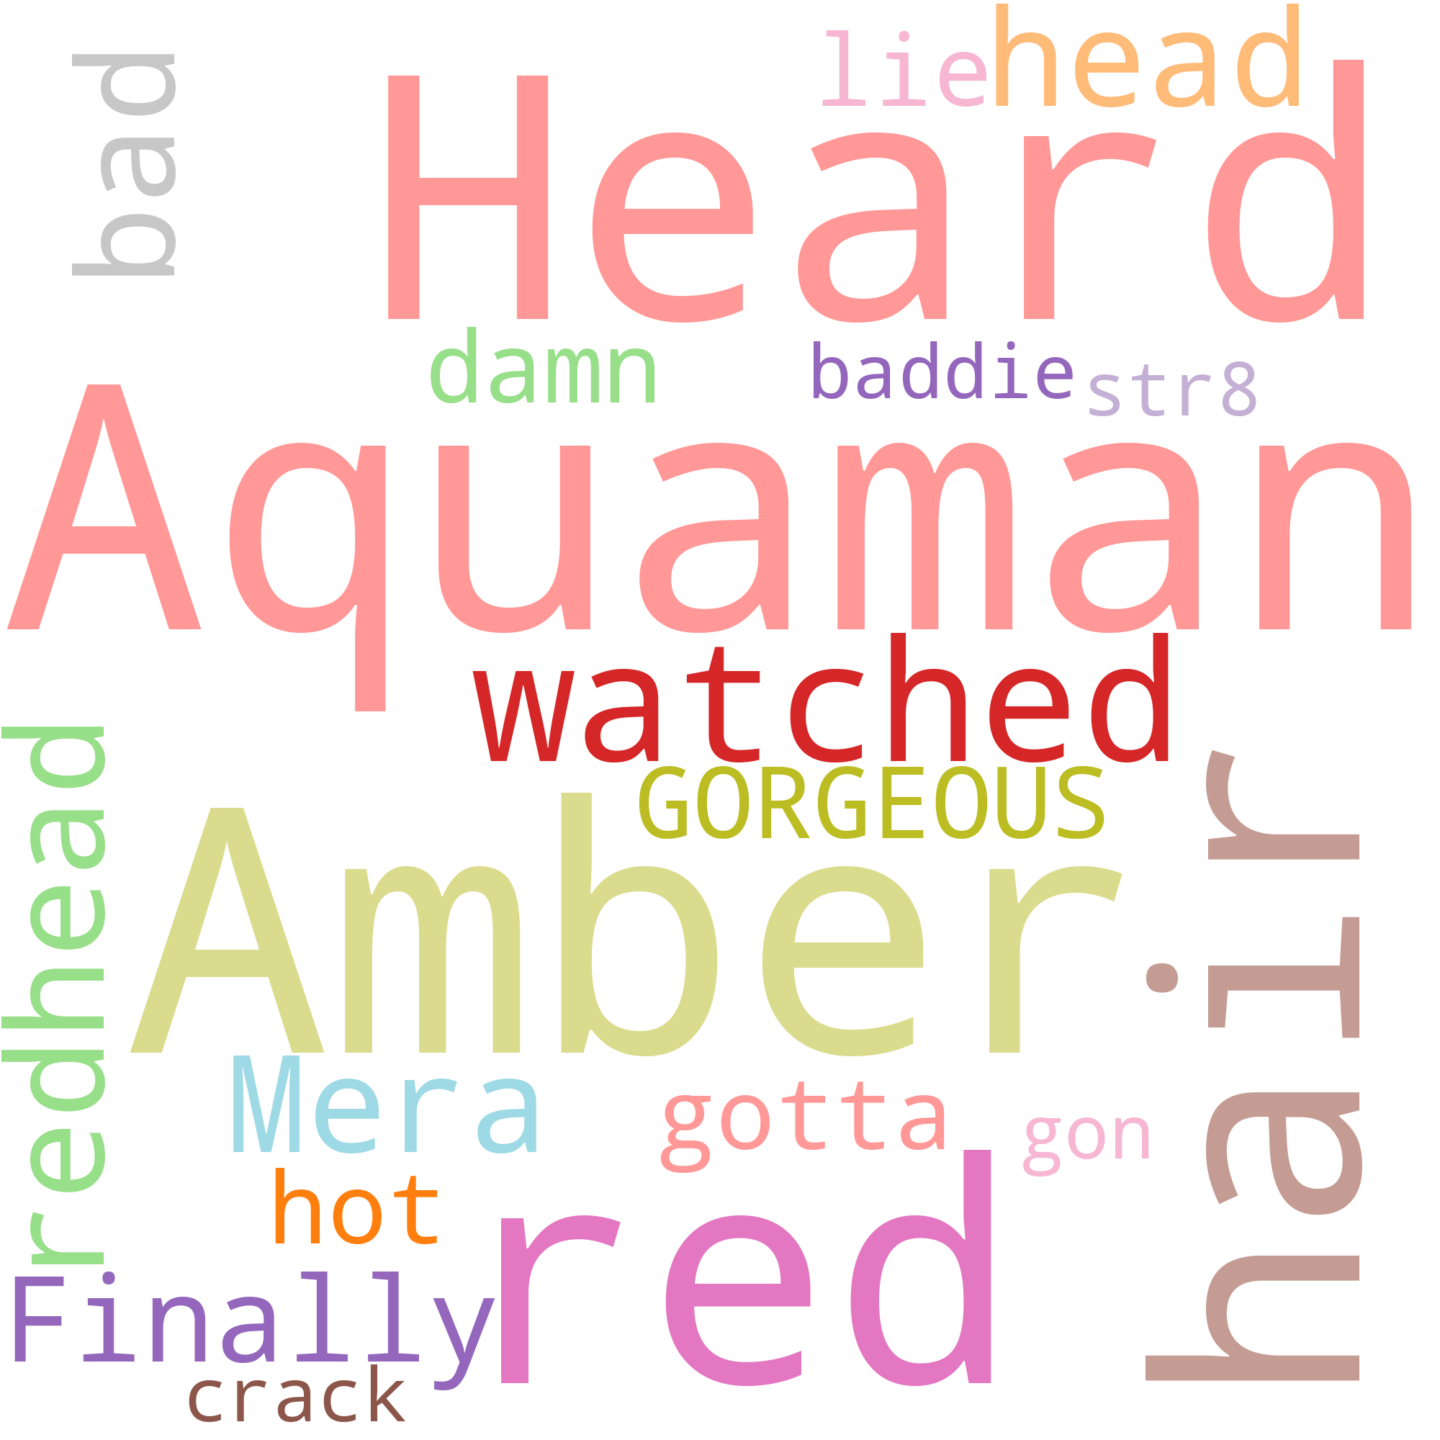 lie head
bad
Heard
damn baddie str8
Aquaman
watched
GORGEOUS
redhead
Amber
hair
Mera gotta gon
hot
red
Finally
crack